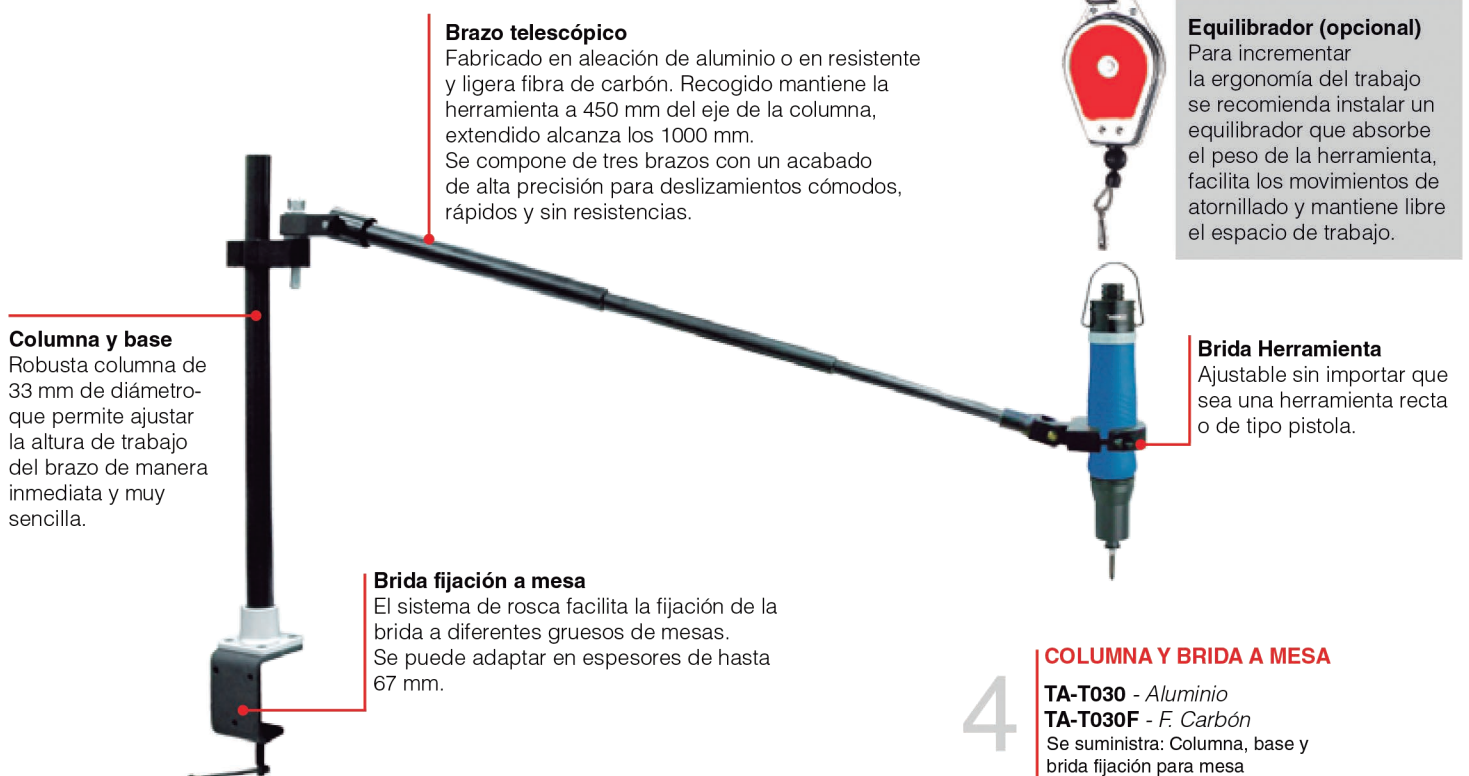 Brazo telescópico
Fabricado en aleación de aluminio o en resistente
y ligera fibra de carbón. Recogido mantiene la
herramienta a 450 mm del eje de la columna,
extendido alcanza los 1000 mm.
Se compone de tres brazos con un acabado
de alta precisión para deslizamientos cómodos,
rápidos y sin resistencias.
Equilibrador (opcional)
Para incrementar
la ergonomía del trabajo
se recomienda instalar un
equilibrador que absorbe
el peso de la herramienta,
facilita los movimientos de
atornillado y mantiene libre
el espacio de trabajo.
Columna y base
Robusta columna de
33 mm de diámetro-
que permite ajustar
la altura de trabajo
del brazo de manera
inmediata y muy
sencilla.
Brida Herramienta
Ajustable sin importar que
sea una herramienta recta
o de tipo pistola.
Brida fijación a mesa
El sistema de rosca facilita la fijación de la
brida a diferentes gruesos de mesas.
Se puede adaptar en espesores de hasta
67 mm.
4
COLUMNA Y BRIDA A MESA
TA-T030 - Aluminio
TA-T030F - F. Carbón
Se suministra: Columna, base y
brida fijación para mesa